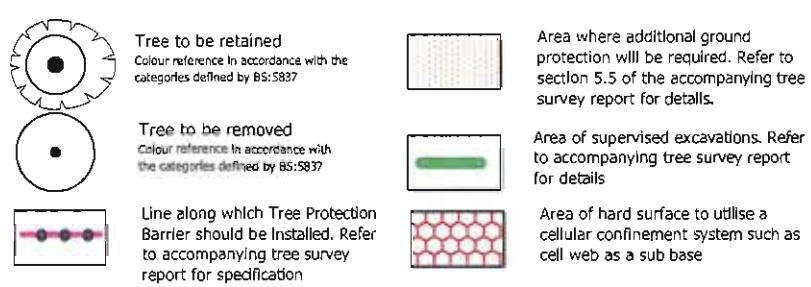 Tree to be retained
Colour reference in accordance with the
categories defined by BS:5837
Tree to be removed
Colour reference in accordance with
the categories defined by BS:5837
Line along which Tree Protection
Barrier should be installed. Refer
to accompanying tree survey
report for specification
Area where additional ground
protection will be required. Refer to
section 5.5 of the accompanying tree
survey report for details.
Area of supervised excavations. Refer
to accompanying tree survey report
for details
Area of hard surface to utilise a
cellular confinement system such as
cell web as a sub base